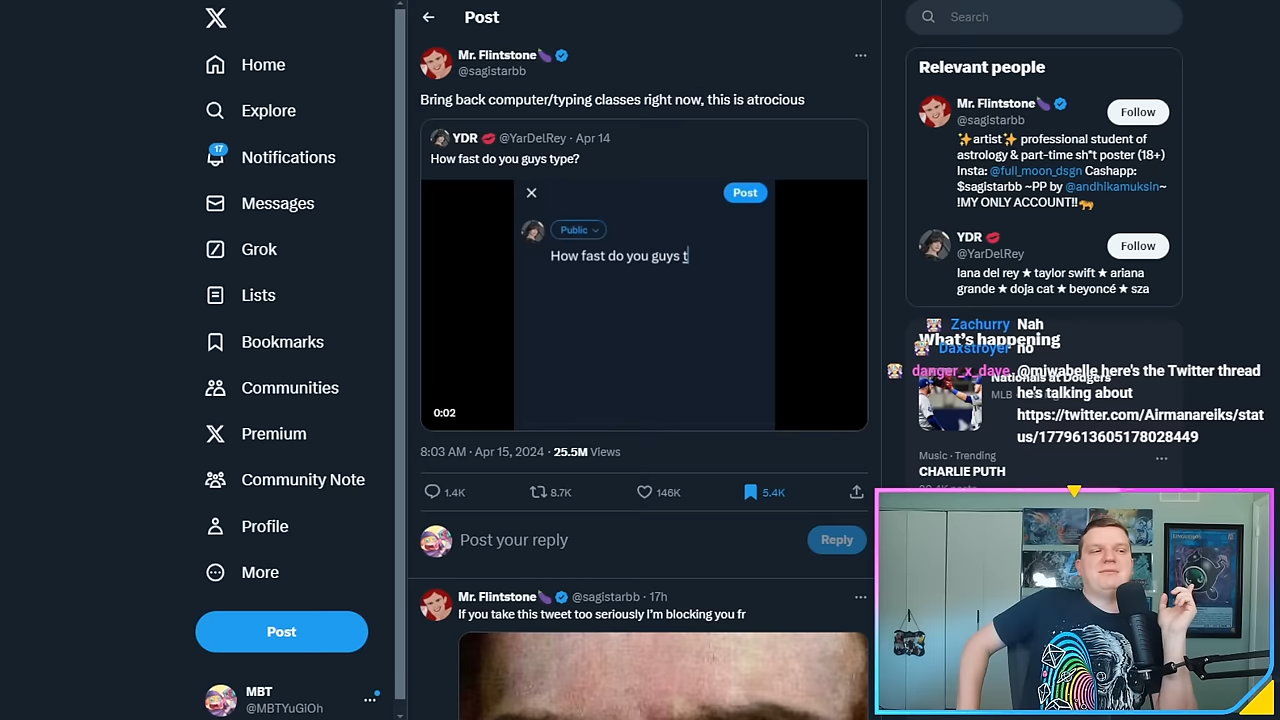 Home
Explore
17
Notifications
Messages
Grok
Lists
Bookmarks
Communities
Premium
Community Note
Profile
More
Post
MBT
@MBTYuGiOh
Post
Mr. Flintstone
@sagistarbb
Bring back computer/typing classes right now, this is atrocious
YDR @YarDelRey · Apr 14
How fast do you guys type?
Post
Public
How fast do you guys t
0:02
8:03 AM · Apr 15, 2024 · 25.5M Views
1.4K
8.7K
146K
5.4K
Post your reply
Reply
Mr. Flintstone @sagistarbb · 17h
If you take this tweet too seriously I'm blocking you fr
Search
Relevant people
Mr. Flintstone
@sagistarbb
Follow
✨artist✨ professional student of
astrology & part-time sh*t poster (18+)
Insta: @full_moon_dsgn Cashapp:
$sagistarbb ~PP by @andhikamuksin~
!MY ONLY ACCOUNT!!🐅
YDR
@YarDelRey
Follow
lana del rey ★ taylor swift ★ ariana
grande ★ doja cat ★ beyoncé ★ sza
Zachurry Nah
What's happening
Daxstroyer no
danger_x_dave @miwabelle here's the Twitter thread
he's talking about
https://twitter.com/Airmanareiks/stat
us/1779613605178028449
Nationals at Dodgers
MLB
Music · Trending
CHARLIE PUTH